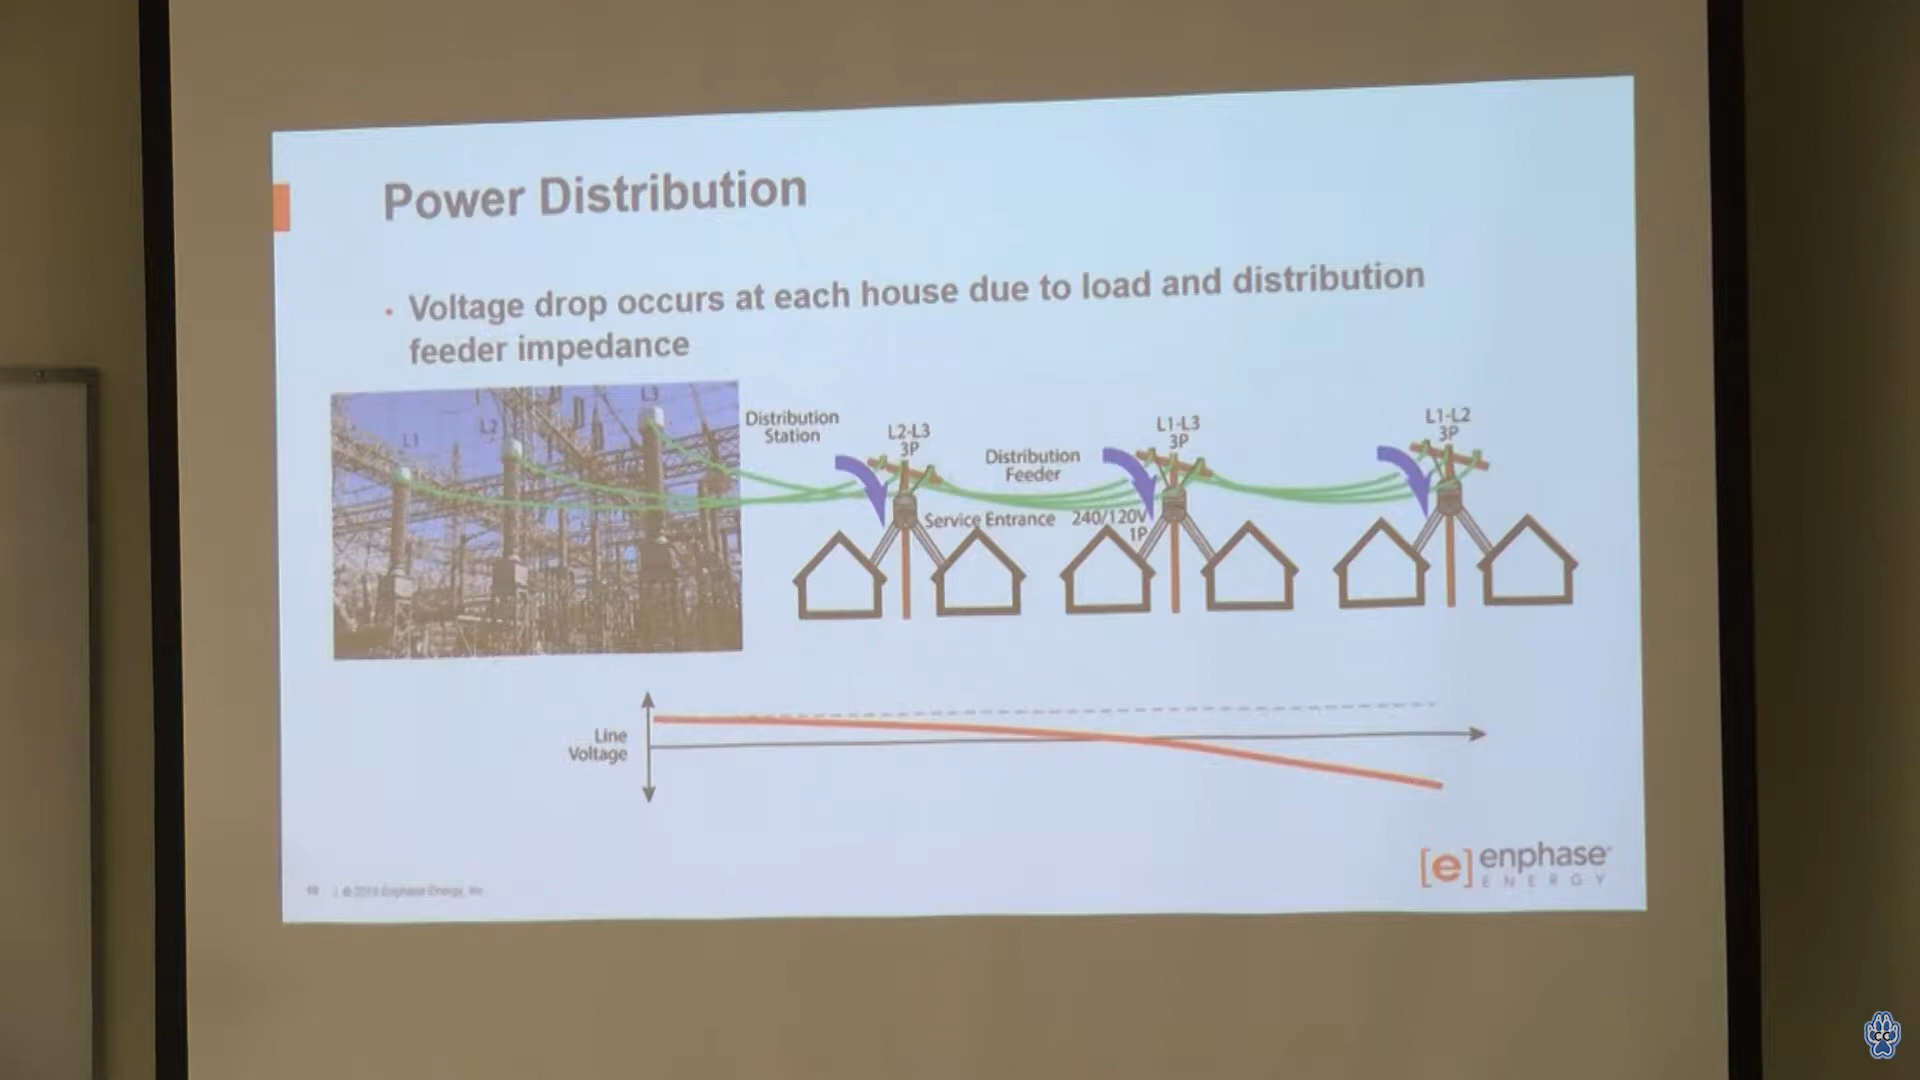 Power Distribution
• Voltage drop occurs at each house due to load and distribution
feeder impedance
L1
L2
L3
Distribution
Station
L2-L3
3P
Distribution
Feeder
L1-L3
3P
L1-L2
3P
Service Entrance
240/120V
1P
Line
Voltage
[e] enphase
ENERGY
Enphase Energy, Inc
CC